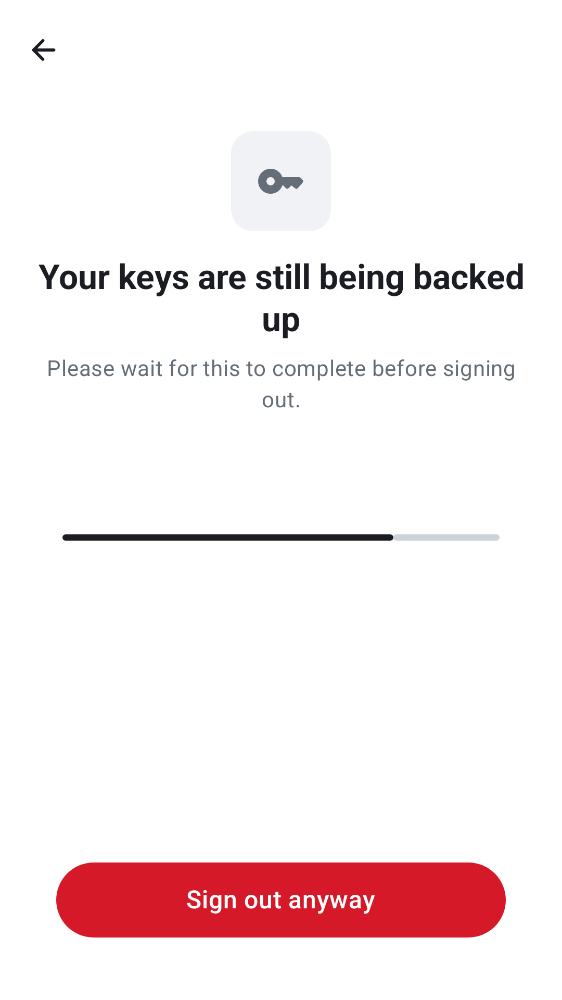 Your keys are still being backed
up
Please wait for this to complete before signing
out.
Sign out anyway